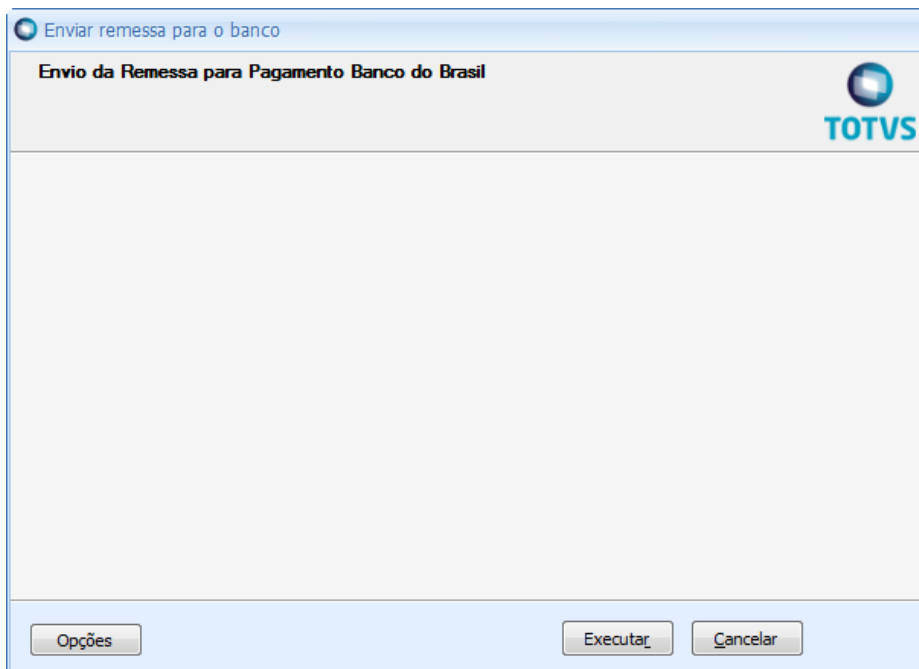 Enviar remessa para o banco
Envio da Remessa para Pagamento Banco do Brasil
TOTVS
Opções
Executar
Cancelar